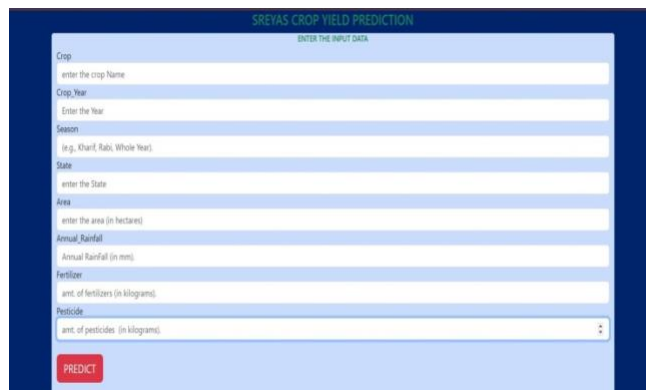 SREYAS CROP YIELD PREDICTION
ENTER THE INPUT DATA
Crop
enter the crop Name
Crop_Year
Enter the Year
Season
(e.g., Kharif, Rabi, Whole Year).
State
enter the State
Area
enter the area (in hectares)
Annual_Rainfall
Annual RainFall (in mm).
Fertilizer
amt. of fertilizers (in kilograms).
Pesticide
amt. of pesticides (in kilograms).
PREDICT